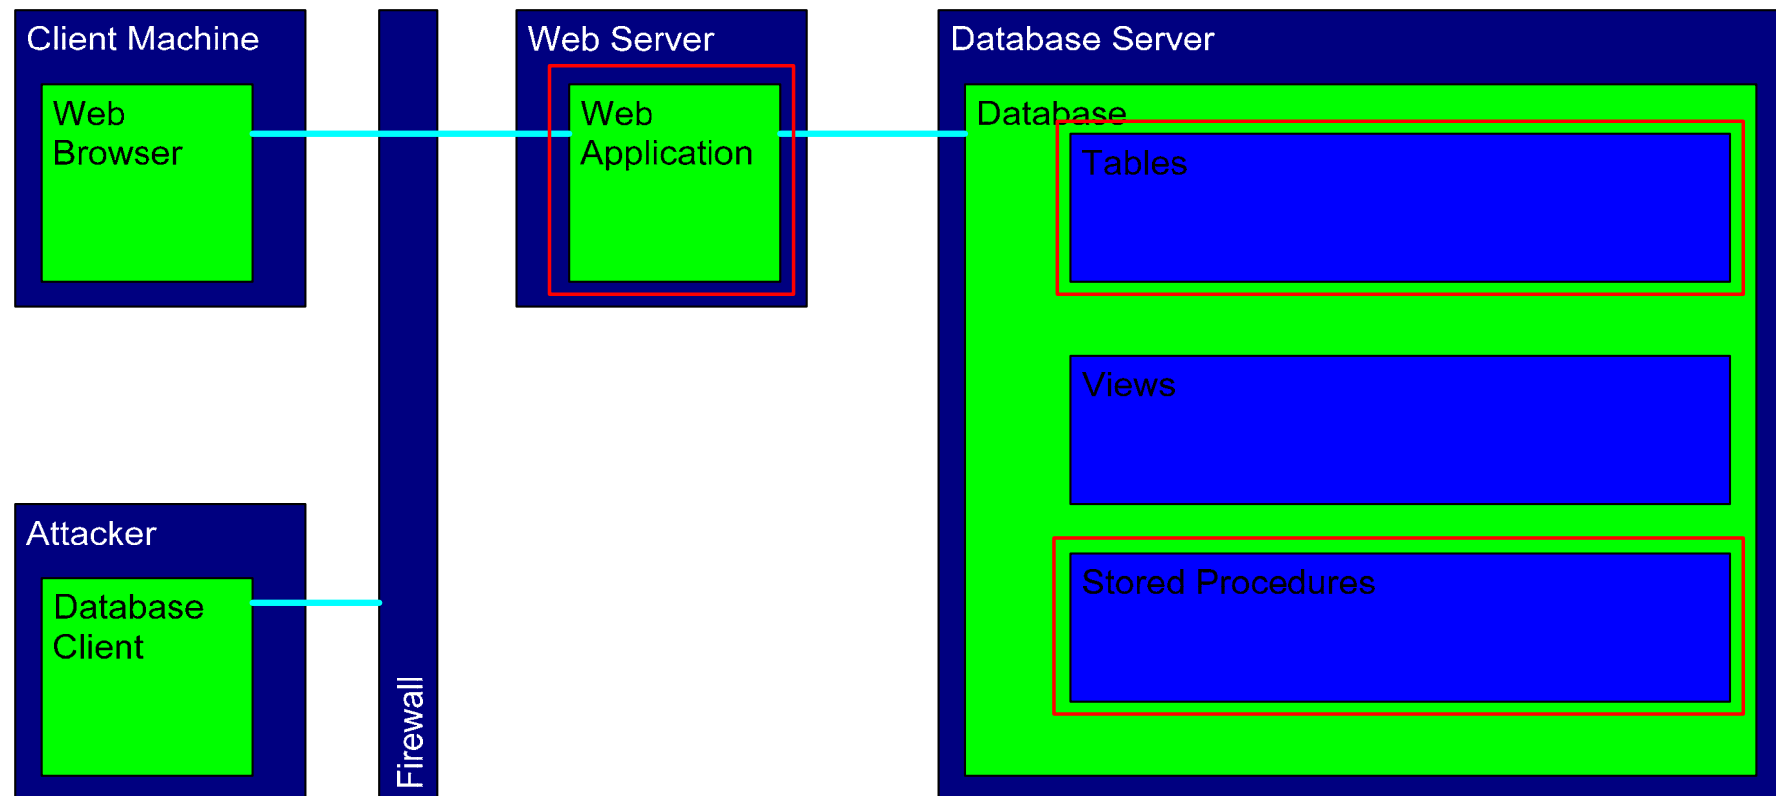 Client Machine
Web
Browser
Attacker
Database
Client
Firewall
Web Server
Web
Application
Database Server
Database
Tables
Views
Stored Procedures